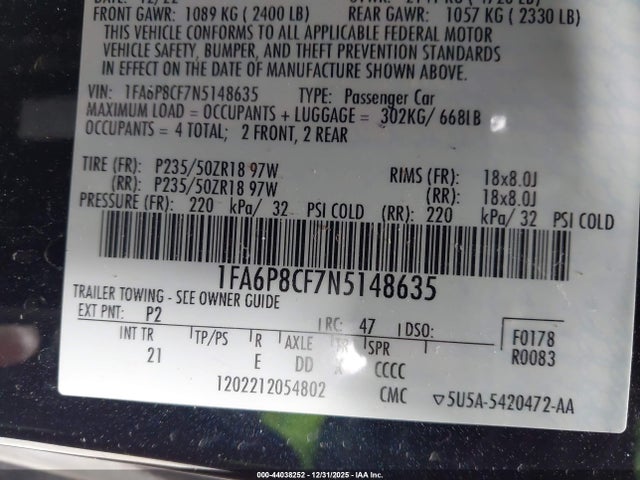 DATE: 12/22
FRONT GAWR: 1089 KG ( 2400 LB) REAR GAWR: 1057 KG ( 2330 LB)
THIS VEHICLE CONFORMS TO ALL APPLICABLE FEDERAL MOTOR
VEHICLE SAFETY, BUMPER, AND THEFT PREVENTION STANDARDS
IN EFFECT ON THE DATE OF MANUFACTURE SHOWN ABOVE.
VIN: 1FA6P8CF7N5148635 TYPE: Passenger Car
MAXIMUM LOAD = OCCUPANTS + LUGGAGE = 302KG/ 668lB
OCCUPANTS = 4 TOTAL; 2 FRONT, 2 REAR
TIRE (FR): P235/50ZR18 97W RIMS (FR): 18x8.0J
(RR): P235/50ZR18 97W (RR): 18x8.0J
PRESSURE (FR): 220 kPa/ 32 PSI COLD (RR): 220 kPa/ 32 PSI COLD
1FA6P8CF7N5148635
TRAILER TOWING - SEE OWNER GUIDE
EXT PNT: P2 RC: 47 DSO:
INT TR TP/PS R AXLE TR SPR F0178
21 E DD X CCCC R0083
1202212054802 CMC ▽5U5A-5420472-AA
000-44038252 - 12/31/2025 - IAA Inc.